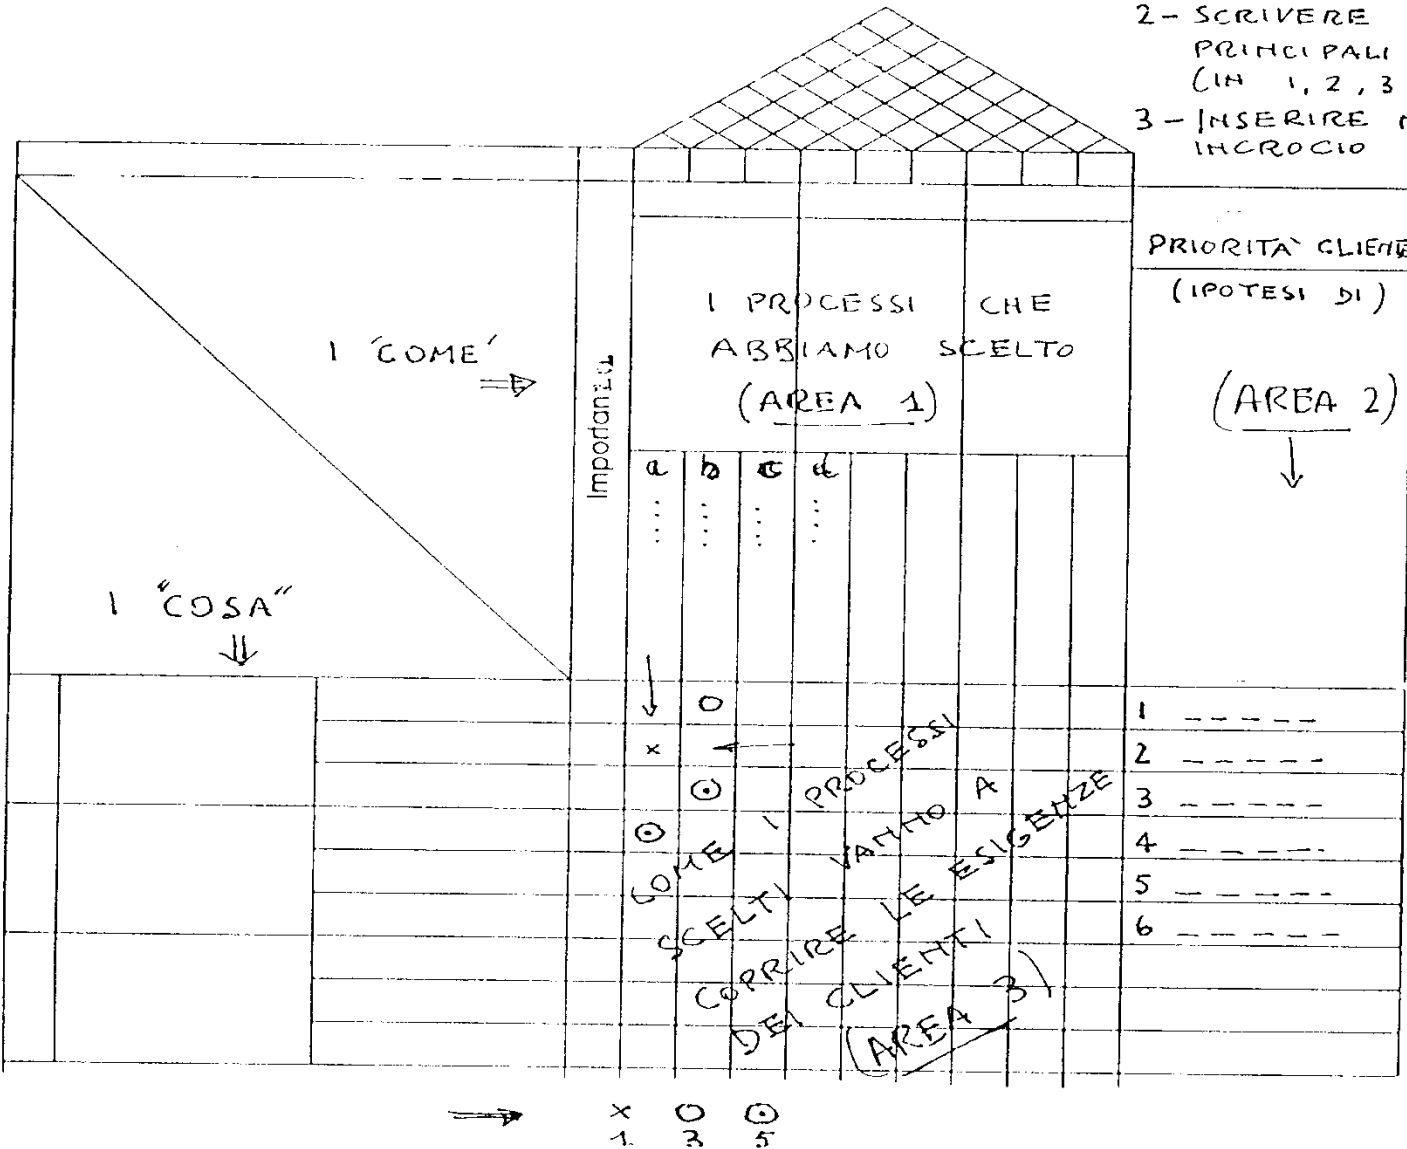 2 - SCRIVERE
PRINCIPALI
(IN 1, 2, 3
3 - INSERIRE
INCROCIO
PRIORITA' CLIENTE
(IPOTESI DI)
(AREA 2)
I 'COME'
Importanza
I PROCESSI CHE
ABBIAMO SCELTO
(AREA 1)
a b c d
..... ..... ..... .....
I "COSA"
O
x
⊙
⊙
COME I PROCESSI
SCELTI VANNO A
COPRIRE LE ESIGENZE
DEI CLIENTI
(AREA 3)
1 -----
2 -----
3 -----
4 -----
5 -----
6 -----
x O ⊙
1 3 5